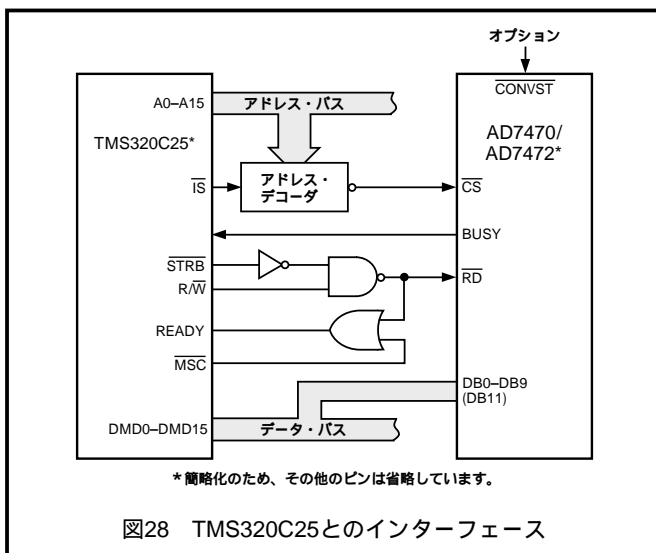 オプション
A0–A15
アドレス・バス
CONVST
TMS320C25*
AD7470/
AD7472*
IS
アドレス・
デコーダ
CS
BUSY
STRB
R/W
RD
READY
MSC
DB0–DB9
(DB11)
DMD0–DMD15
データ・バス
*簡略化のため、その他のピンは省略しています。
図28 TMS320C25とのインターフェース